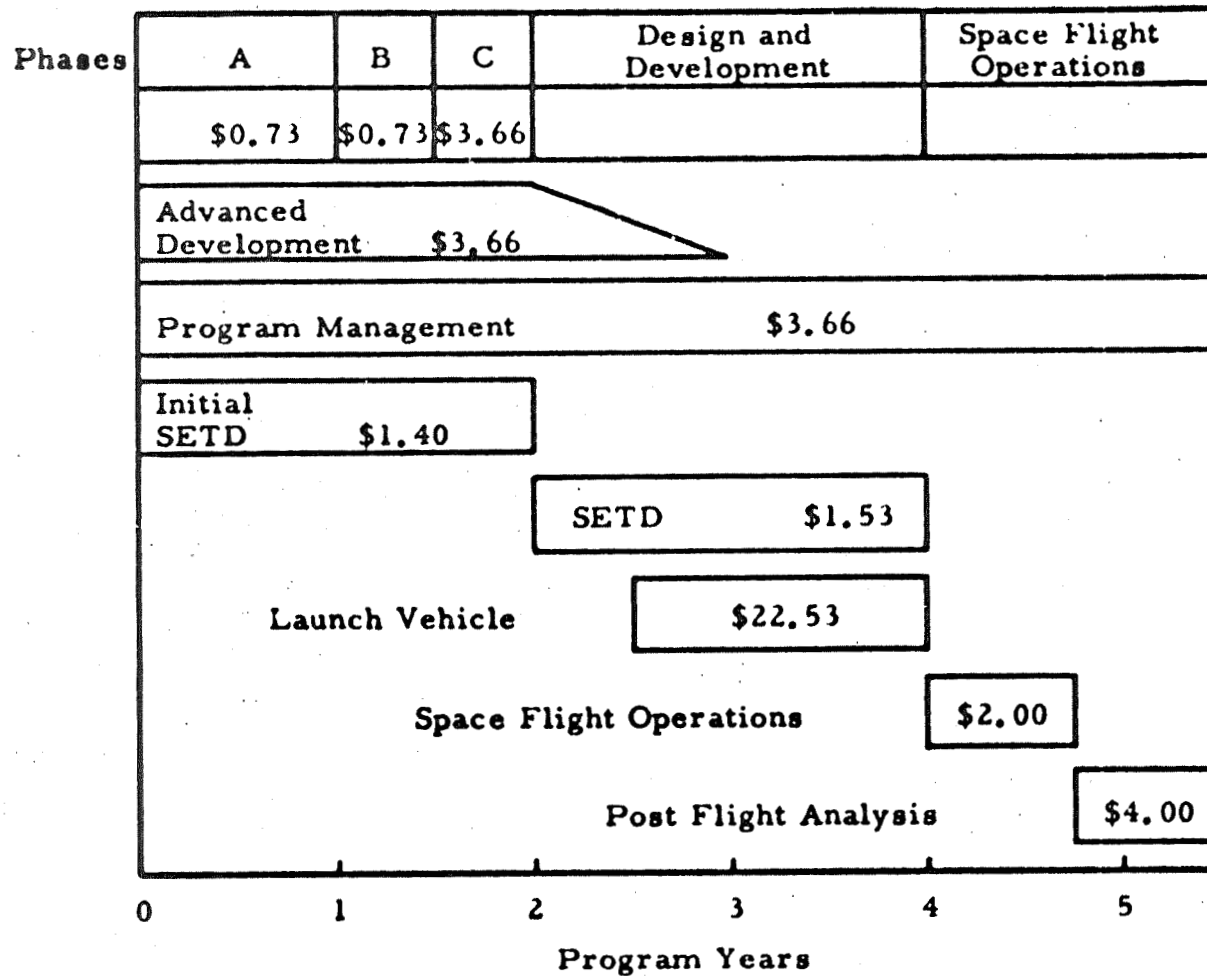 Phases
A
B
C
Design and
Development
Space Flight
Operations
$0.73
$0.73
$3.66
Advanced
Development $3.66
Program Management $3.66
Initial
SETD $1.40
SETD $1.53
Launch Vehicle $22.53
Space Flight Operations $2.00
Post Flight Analysis $4.00
0 1 2 3 4 5
Program Years